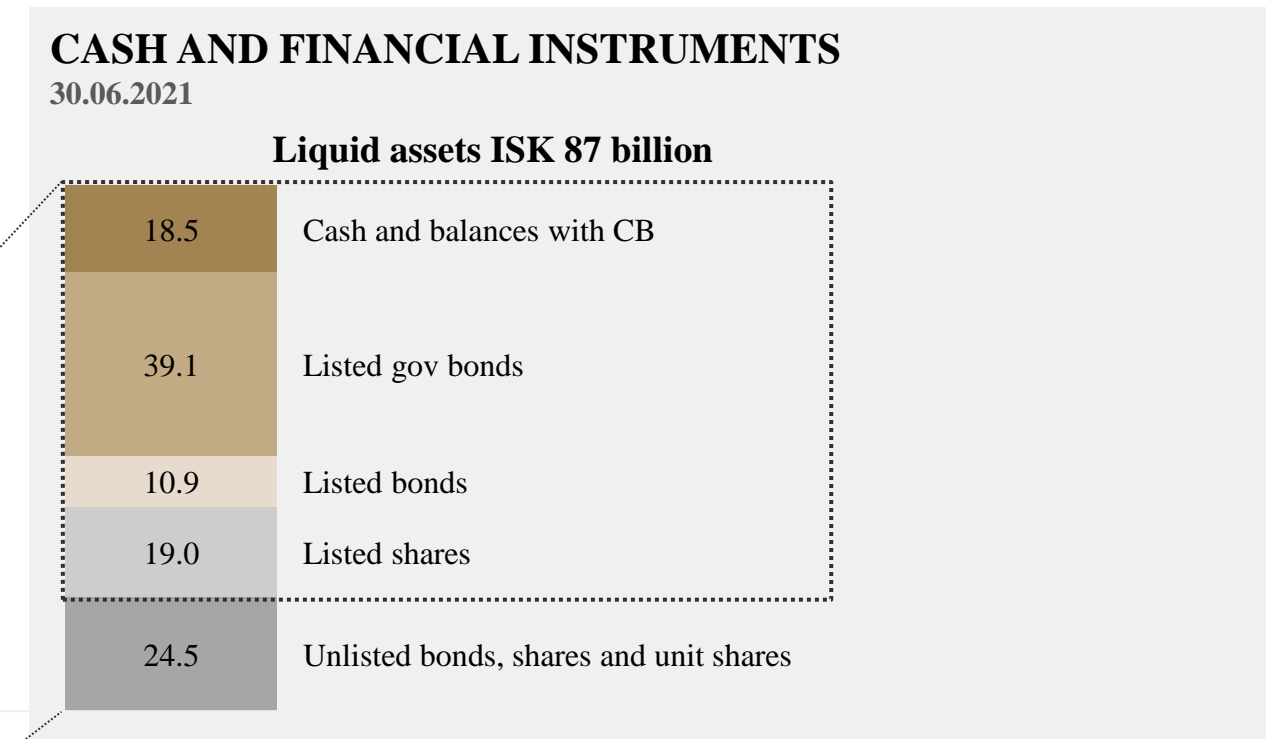 CASH AND FINANCIAL INSTRUMENTS
30.06.2021
Liquid assets ISK 87 billion
18.5 Cash and balances with CB
39.1 Listed gov bonds
10.9 Listed bonds
19.0 Listed shares
24.5 Unlisted bonds, shares and unit shares